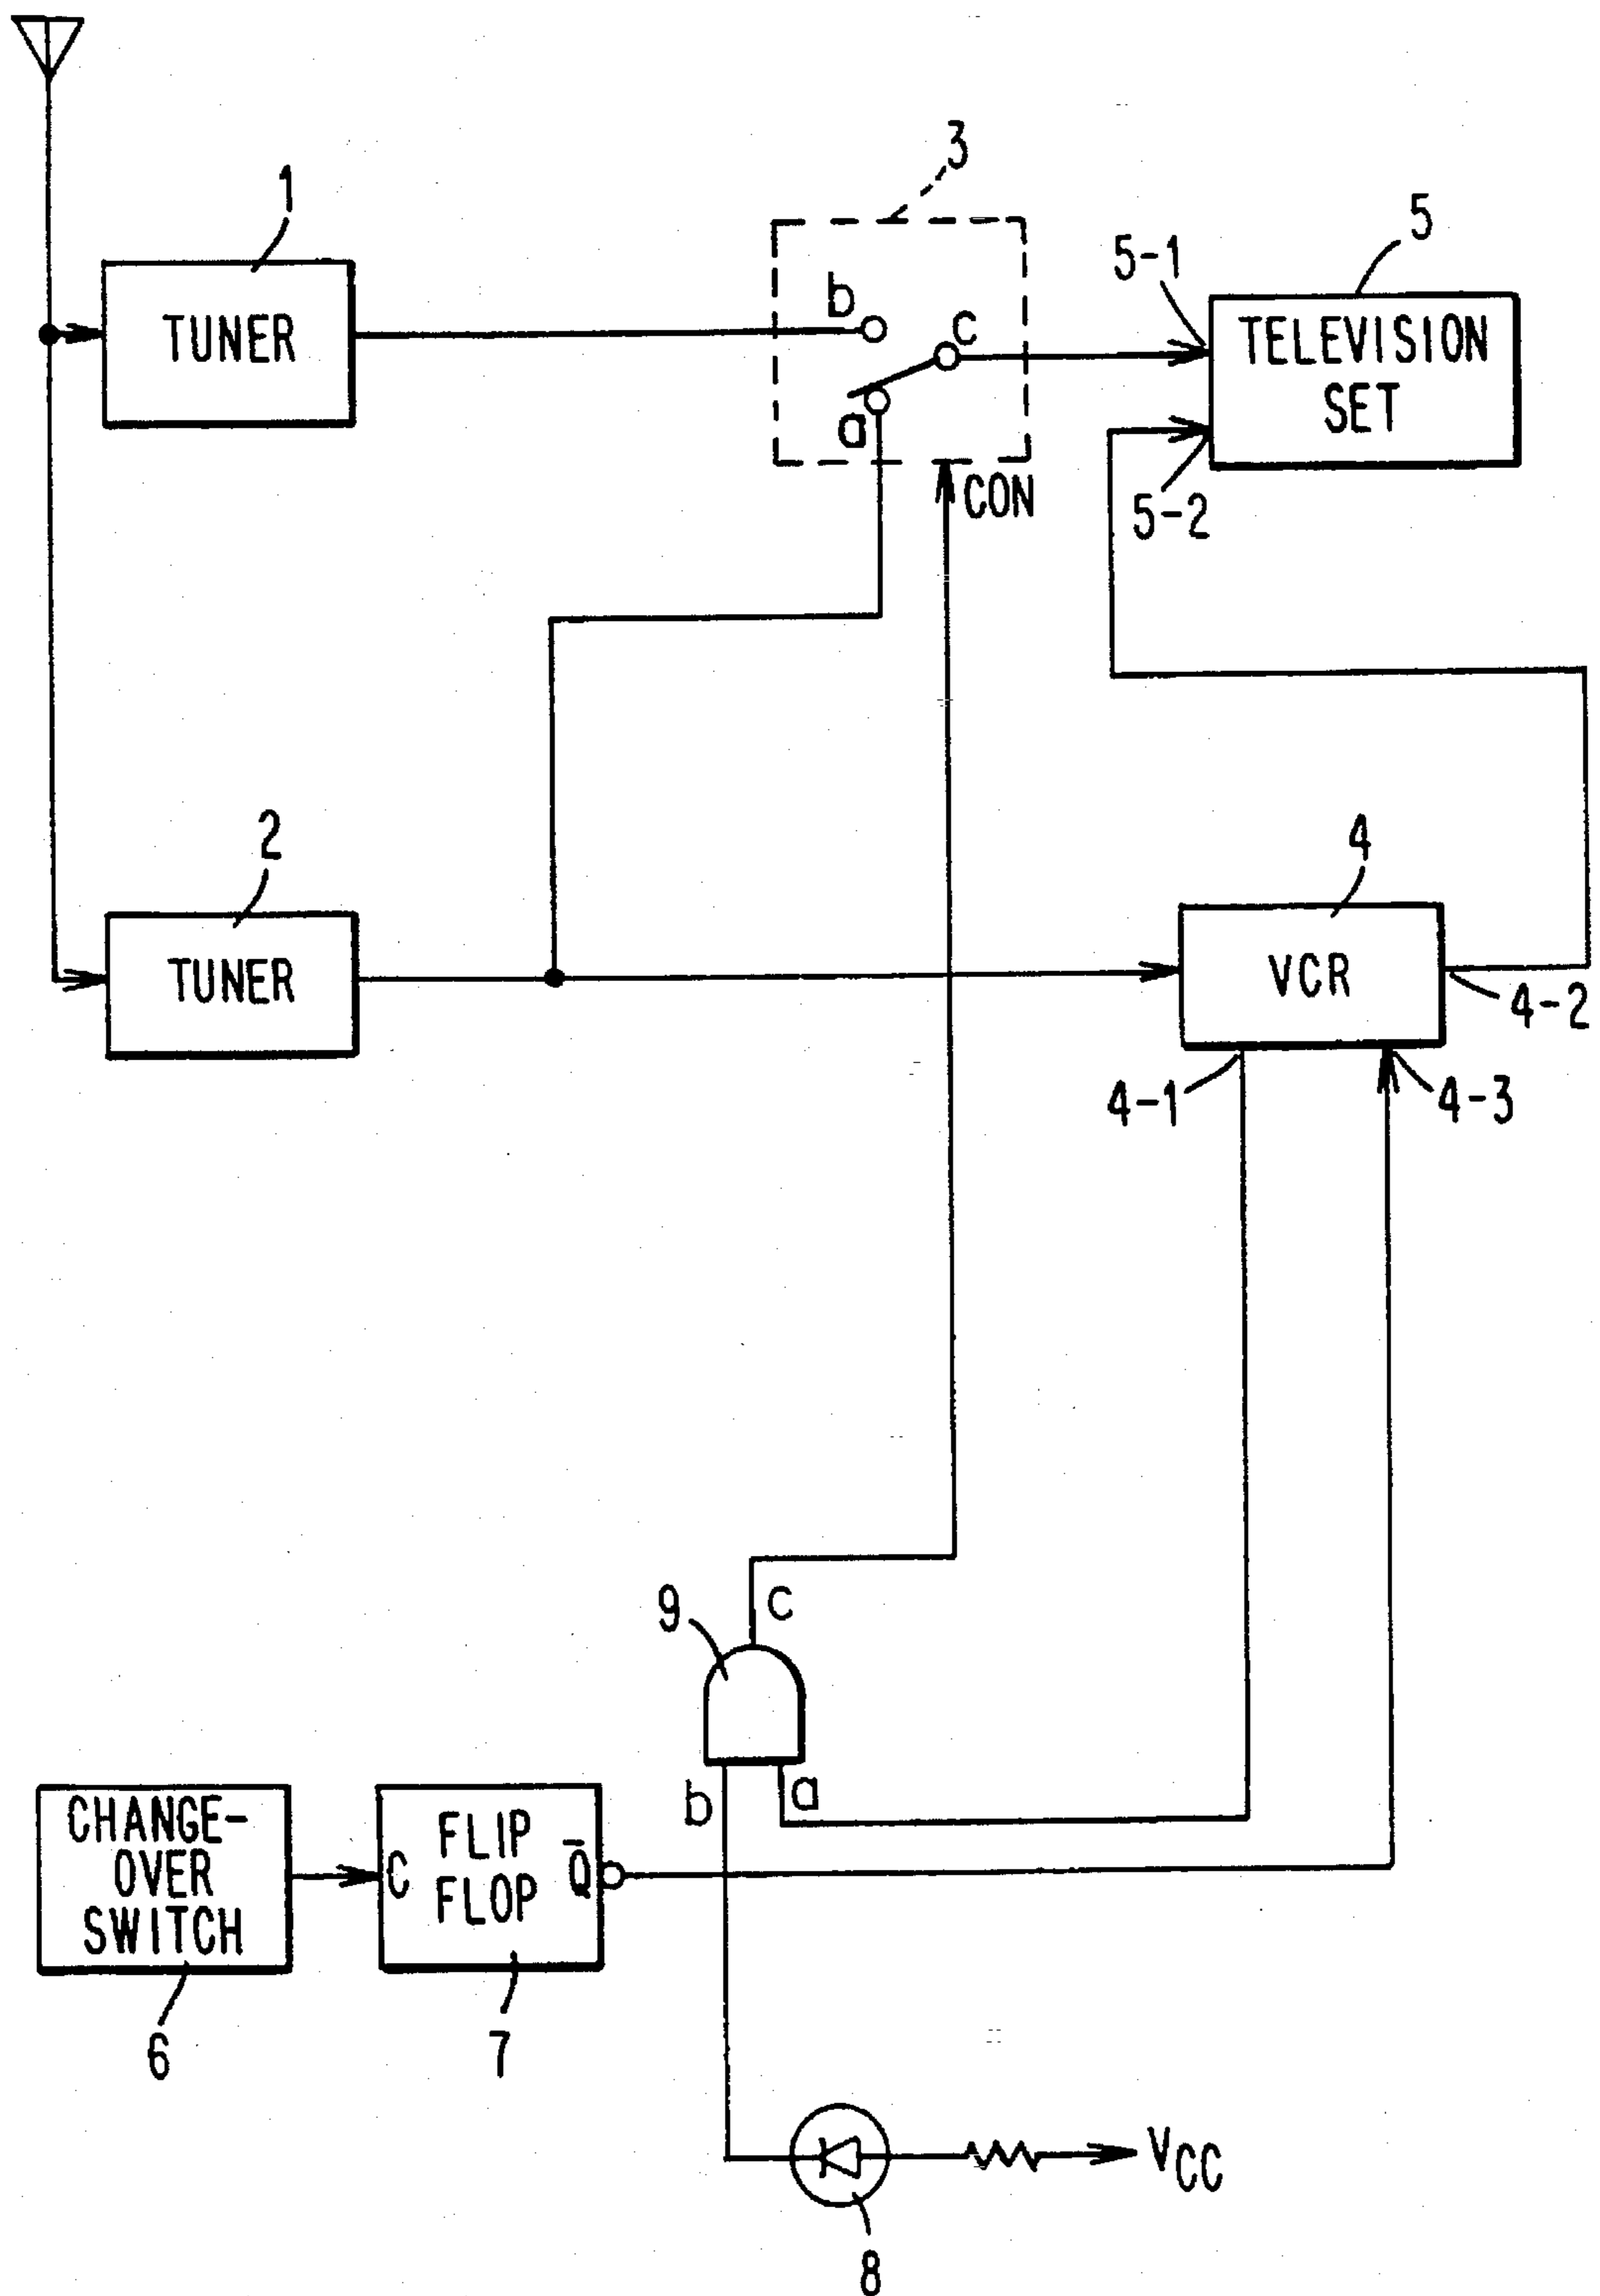 1
TUNER
3
b
c
a
CON
5-1
5
TELEVISION
SET
5-2
2
TUNER
4
VCR
4-2
4-1
4-3
9
c
b
a
CHANGE-
OVER
SWITCH
6
C
FLIP
FLOP
Q̅
7
8
VCC